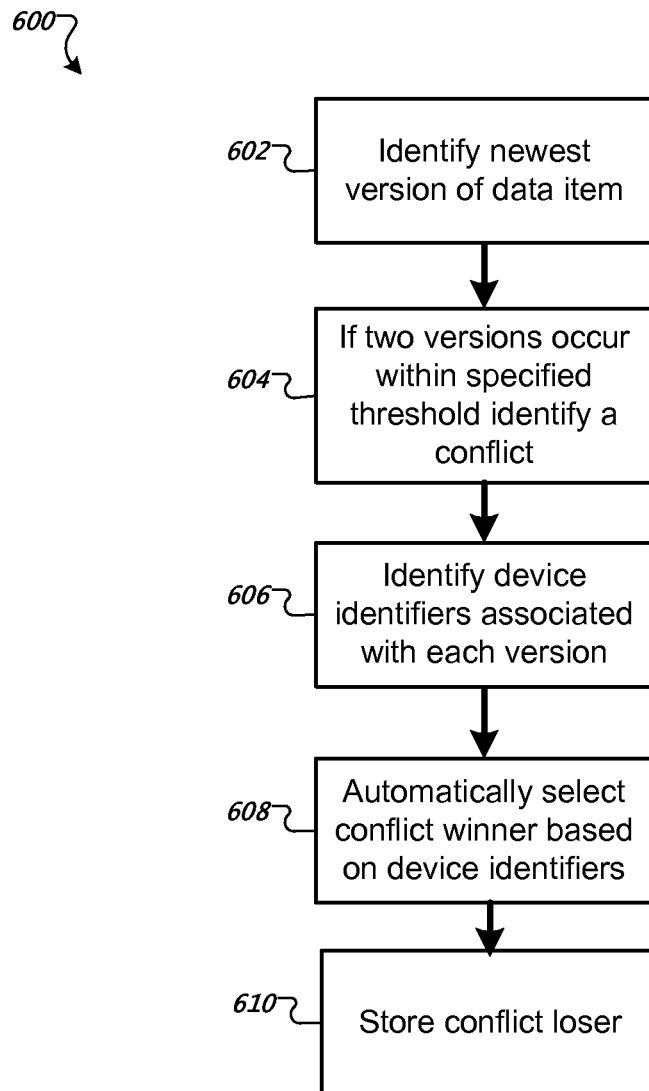 600
602
Identify newest
version of data item
604
If two versions occur
within specified
threshold identify a
conflict
606
Identify device
identifiers associated
with each version
608
Automatically select
conflict winner based
on device identifiers
610
Store conflict loser